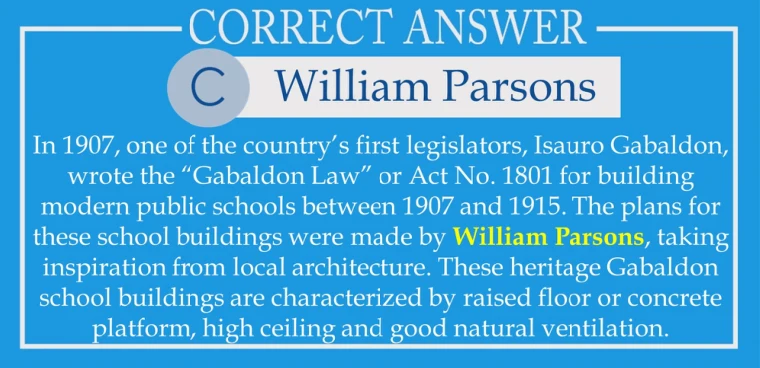 CORRECT ANSWER
C William Parsons
In 1907, one of the country’s first legislators, Isauro Gabaldon,
wrote the “Gabaldon Law” or Act No. 1801 for building
modern public schools between 1907 and 1915. The plans for
these school buildings were made by William Parsons, taking
inspiration from local architecture. These heritage Gabaldon
school buildings are characterized by raised floor or concrete
platform, high ceiling and good natural ventilation.